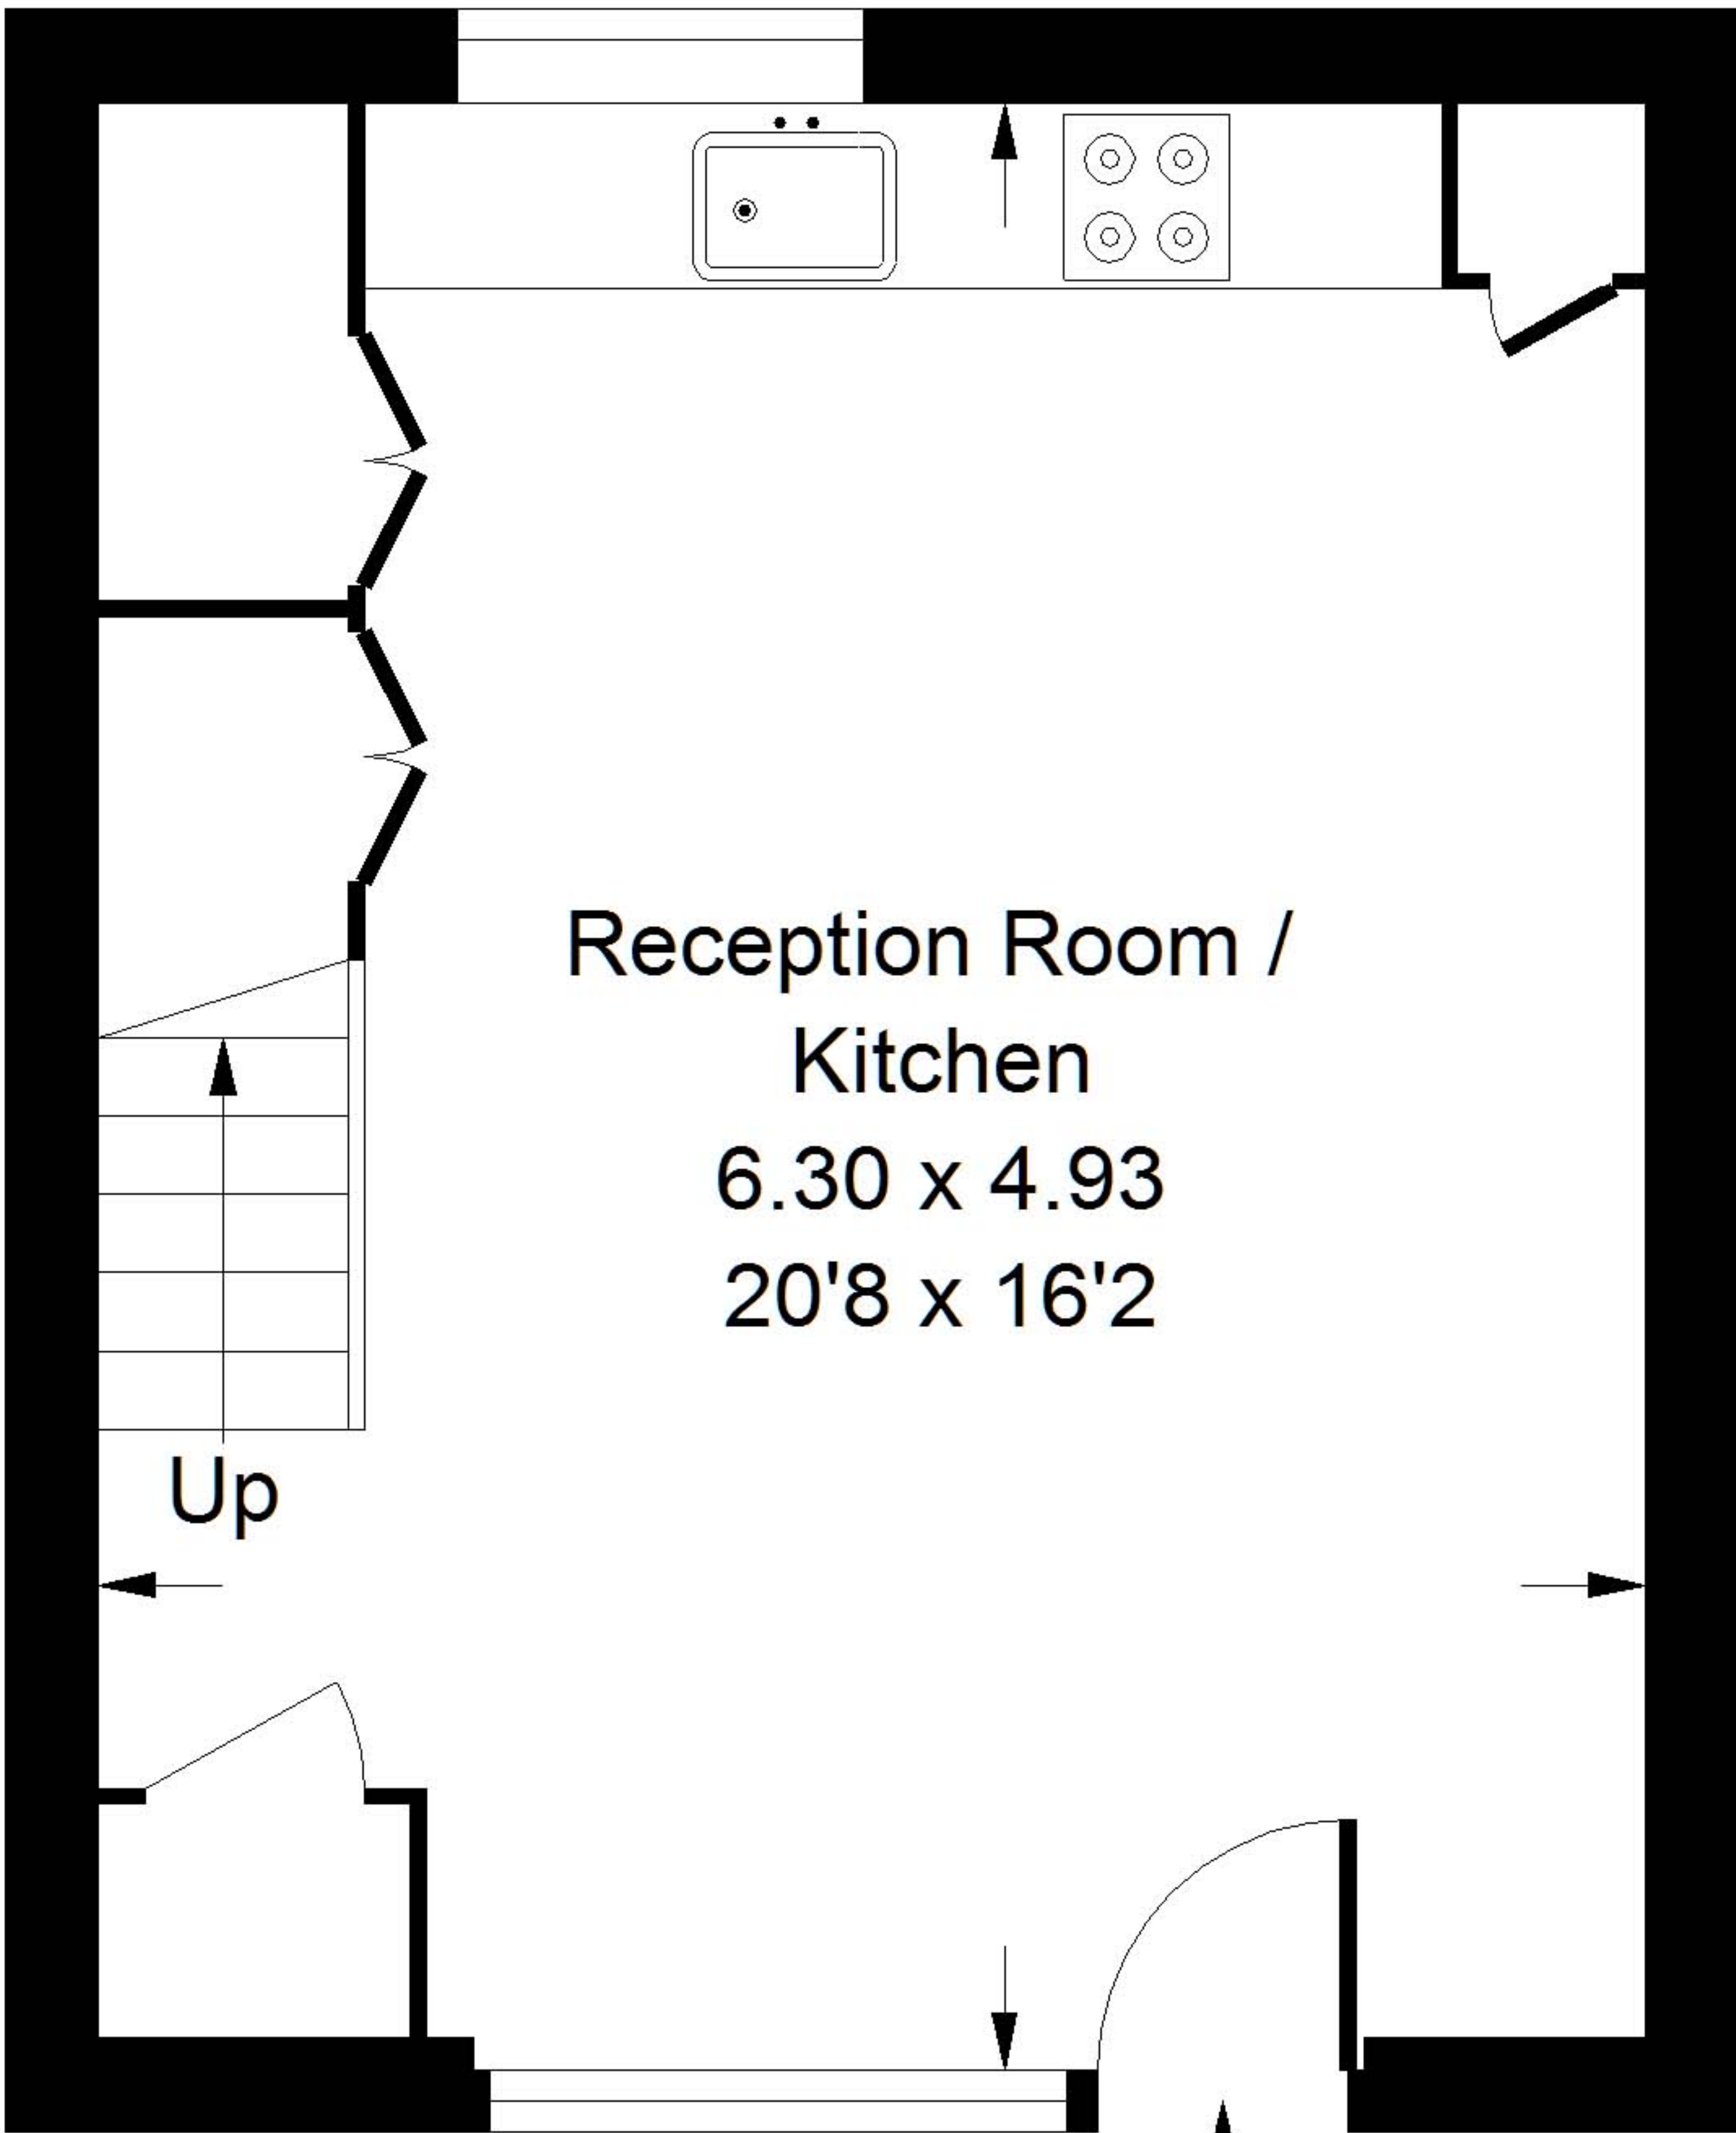 Reception Room /
Kitchen
6.30 x 4.93
20'8 x 16'2
Up